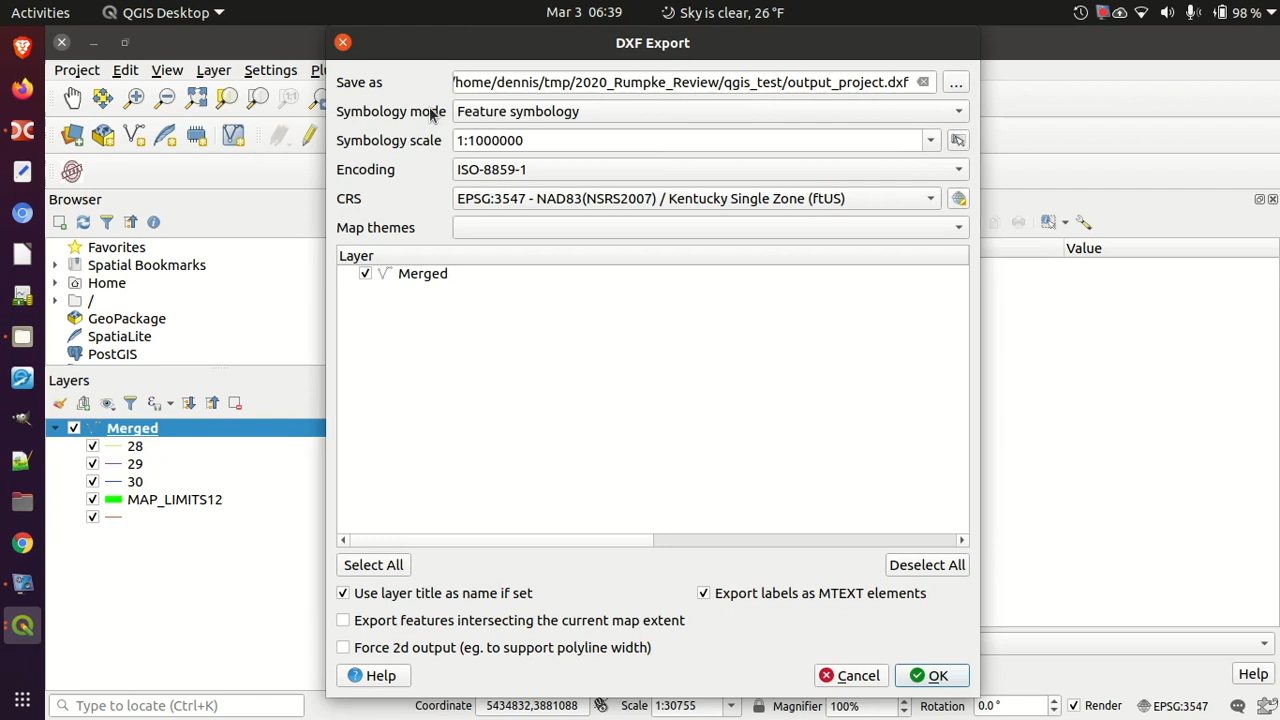 Activities QGIS Desktop Mar 3 06:39 Sky is clear, 26 °F 98 %
DXF Export
Project Edit View Layer Settings
Save as /home/dennis/tmp/2020_Rumpke_Review/qgis_test/output_project.dxf ...
Symbology mode Feature symbology
Symbology scale 1:1000000
Encoding ISO-8859-1
CRS EPSG:3547 - NAD83(NSRS2007) / Kentucky Single Zone (ftUS)
Map themes
Layer
Merged
Select All Deselect All
Use layer title as name if set Export labels as MTEXT elements
Export features intersecting the current map extent
Force 2d output (eg. to support polyline width)
Help Cancel OK
Browser
Favorites
Spatial Bookmarks
Home
/
GeoPackage
SpatiaLite
PostGIS
Layers
Merged
28
29
30
MAP_LIMITS12
Value
Help
Type to locate (Ctrl+K) Coordinate 5434832,3881088 Scale 1:30755 Magnifier 100% Rotation 0.0 ° Render EPSG:3547